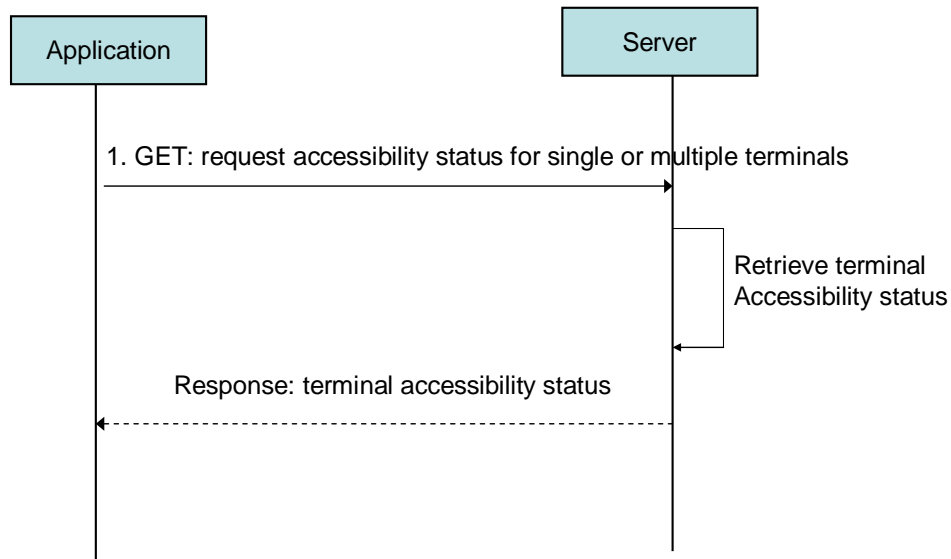 Application
Server
1. GET: request accessibility status for single or multiple terminals
Retrieve terminal
Accessibility status
Response: terminal accessibility status